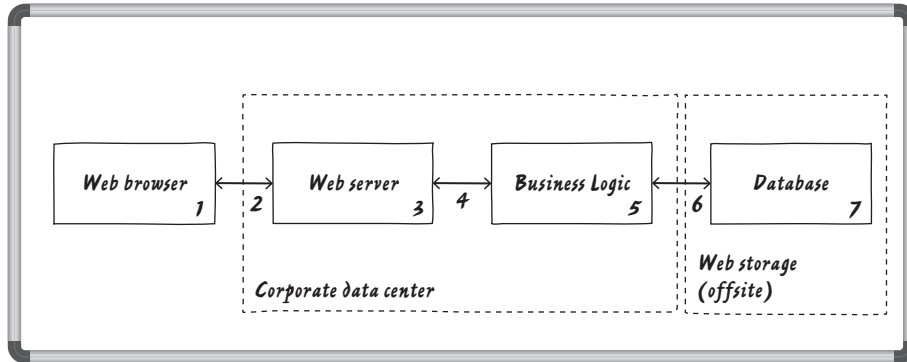 Web browser
1
2
Web server
3
4
Business Logic
5
6
Database
7
Corporate data center
Web storage
(offsite)